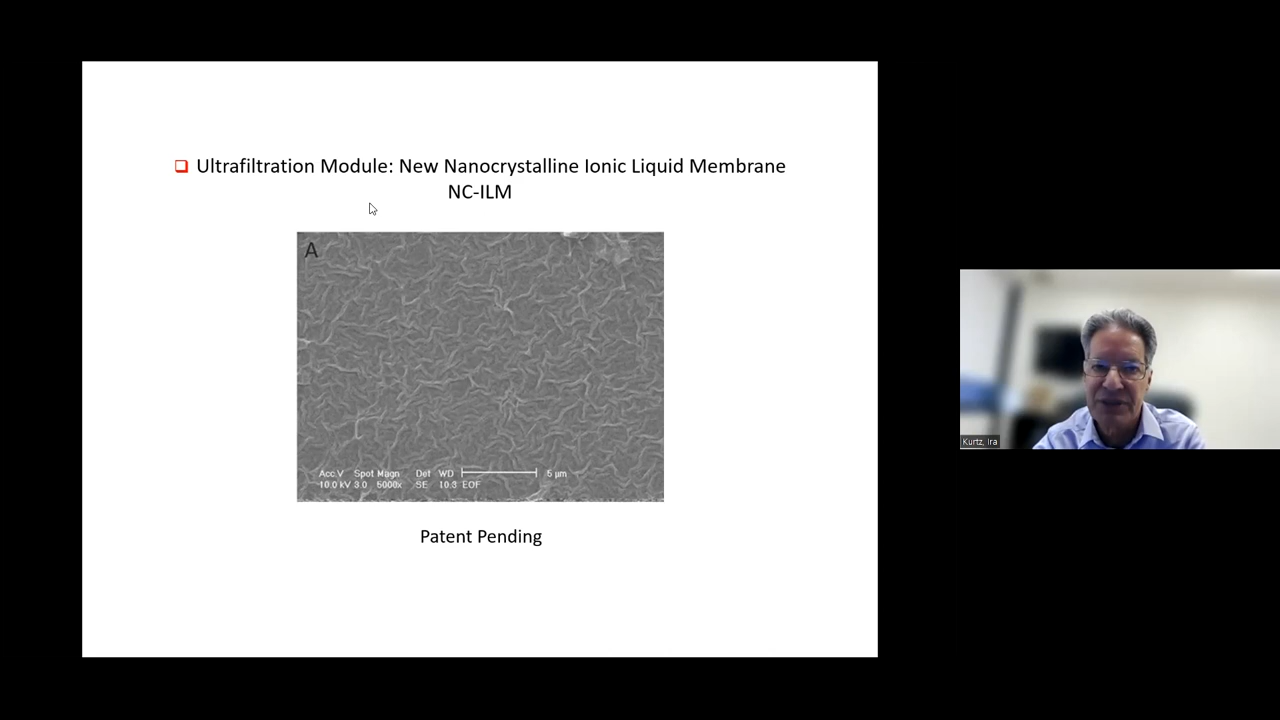 Ultrafiltration Module: New Nanocrystalline Ionic Liquid Membrane
NC-ILM
A
Acc.V Spot Magn Det WD 5 µm
10.0 kV 3.0 5000x SE 10.3 EOF
Patent Pending
Kurtz, Ira